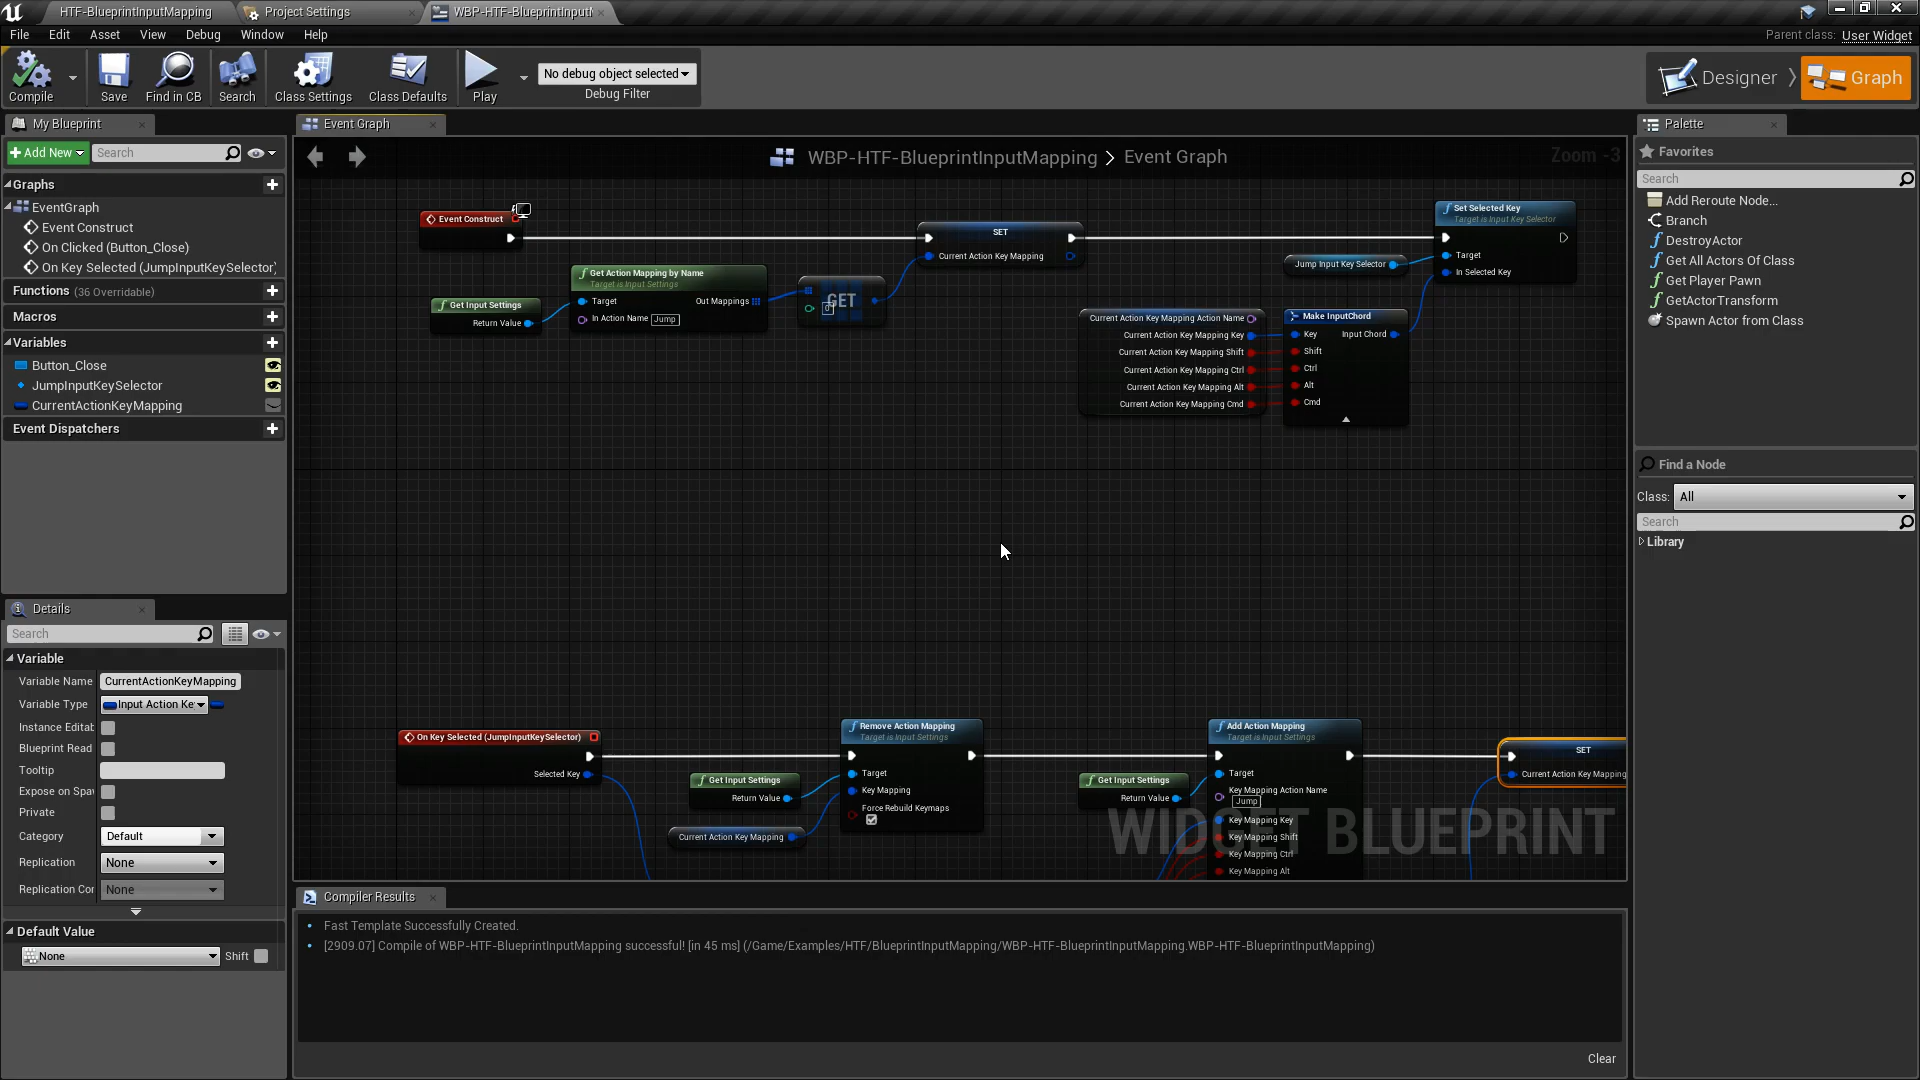 HTF-BlueprintInputMapping
Project Settings
WBP-HTF-BlueprintInputM
File Edit Asset View Debug Window Help
Parent class: User Widget
Compile
Save
Find in CB
Search
Class Settings
Class Defaults
Play
No debug object selected
Debug Filter
Designer
Graph
My Blueprint
Event Graph
Palette
Add New
Search
WBP-HTF-BlueprintInputMapping > Event Graph
Zoom -3
Favorites
Search
Graphs
EventGraph
Event Construct
On Clicked (Button_Close)
On Key Selected (JumpInputKeySelector)
Functions (36 Overridable)
Macros
Variables
Button_Close
JumpInputKeySelector
CurrentActionKeyMapping
Event Dispatchers
Add Reroute Node...
Branch
DestroyActor
Get All Actors Of Class
Get Player Pawn
GetActorTransform
Spawn Actor from Class
Event Construct
SET
Current Action Key Mapping
Set Selected Key
Target is Input Key Selector
Target
In Selected Key
Jump Input Key Selector
Get Action Mapping by Name
Target is Input Settings
Target
Out Mappings
In Action Name Jump
Get Input Settings
Return Value
GET
0
Current Action Key Mapping Action Name
Current Action Key Mapping Key
Current Action Key Mapping Shift
Current Action Key Mapping Ctrl
Current Action Key Mapping Alt
Current Action Key Mapping Cmd
Make InputChord
Key
Input Chord
Shift
Ctrl
Alt
Cmd
Find a Node
Class: All
Search
Library
Details
Search
Variable
Variable Name CurrentActionKeyMapping
Variable Type Input Action Ke
Instance Editab
Blueprint Read
Tooltip
Expose on Spa
Private
Category Default
Replication None
Replication Con None
Default Value
None
Shift
On Key Selected (JumpInputKeySelector)
Selected Key
Remove Action Mapping
Target is Input Settings
Target
Key Mapping
Force Rebuild Keymaps
Get Input Settings
Return Value
Current Action Key Mapping
Add Action Mapping
Target is Input Settings
Target
Key Mapping Action Name
Jump
Key Mapping Key
Key Mapping Shift
Key Mapping Ctrl
Key Mapping Alt
Get Input Settings
Return Value
SET
Current Action Key Mapping
WIDGET BLUEPRINT
Compiler Results
Fast Template Successfully Created.
[2909.07] Compile of WBP-HTF-BlueprintInputMapping successful! [in 45 ms] (/Game/Examples/HTF/BlueprintInputMapping/WBP-HTF-BlueprintInputMapping.WBP-HTF-BlueprintInputMapping)
Clear